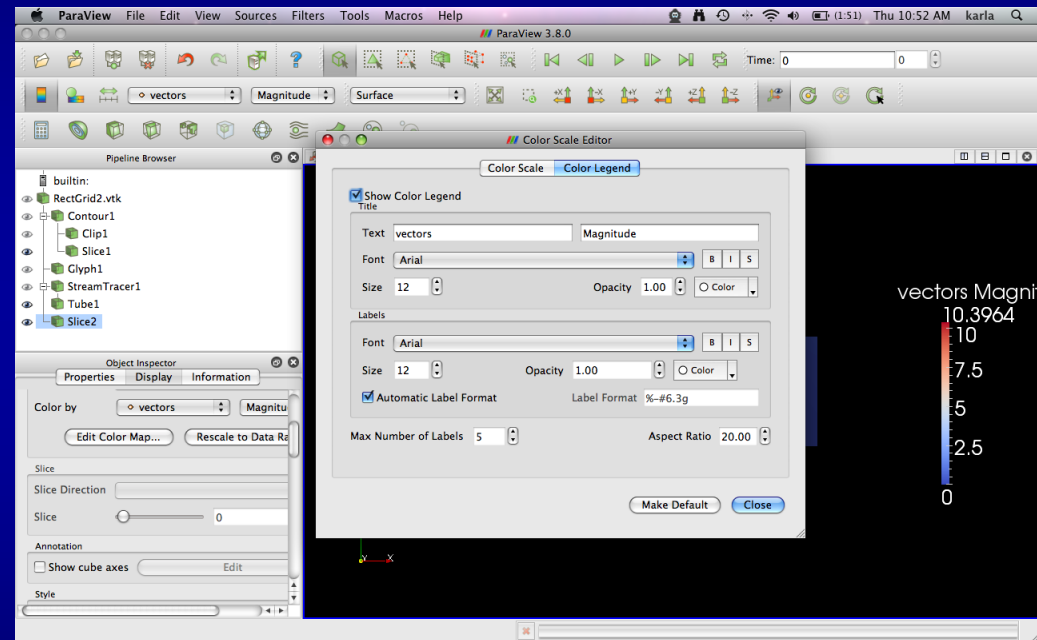 ParaView File Edit View Sources Filters Tools Macros Help (1:51) Thu 10:52 AM karla
ParaView 3.8.0
Time: 0 0
vectors Magnitude Surface +X -X +Y -Y +Z -Z
Pipeline Browser
builtin:
RectGrid2.vtk
Contour1
Clip1
Slice1
Glyph1
StreamTracer1
Tube1
Slice2
Object Inspector
Properties Display Information
Color by vectors Magnitu
Edit Color Map... Rescale to Data Ra
Slice
Slice Direction
Slice 0
Annotation
Show cube axes Edit
Style
Color Scale Editor
Color Scale Color Legend
Show Color Legend
Title
Text vectors Magnitude
Font Arial B I S
Size 12 Opacity 1.00 Color
Labels
Font Arial B I S
Size 12 Opacity 1.00 Color
Automatic Label Format Label Format %-#6.3g
Max Number of Labels 5 Aspect Ratio 20.00
Make Default Close
vectors Magnit
10.3964
10
7.5
5
2.5
0
Y X